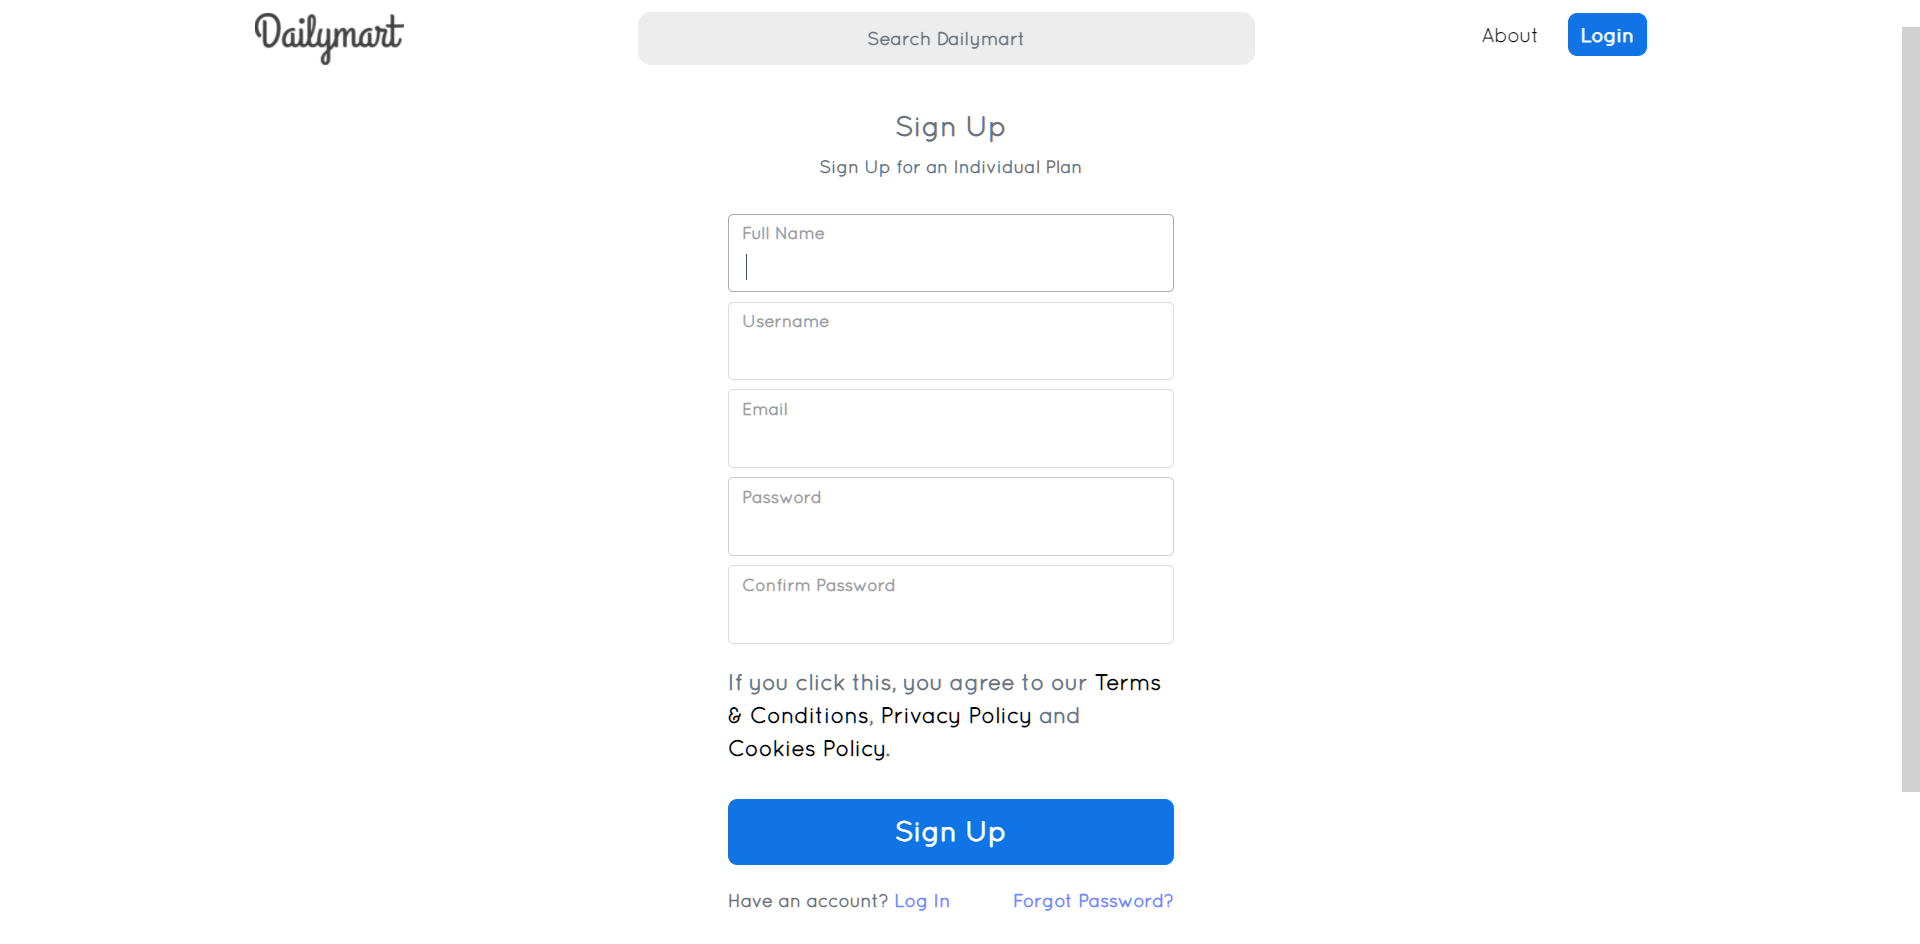 Dailymart
Search Dailymart
About
Login
Sign Up
Sign Up for an Individual Plan
Full Name
Username
Email
Password
Confirm Password
If you click this, you agree to our Terms
& Conditions, Privacy Policy and
Cookies Policy.
Sign Up
Have an account? Log In
Forgot Password?